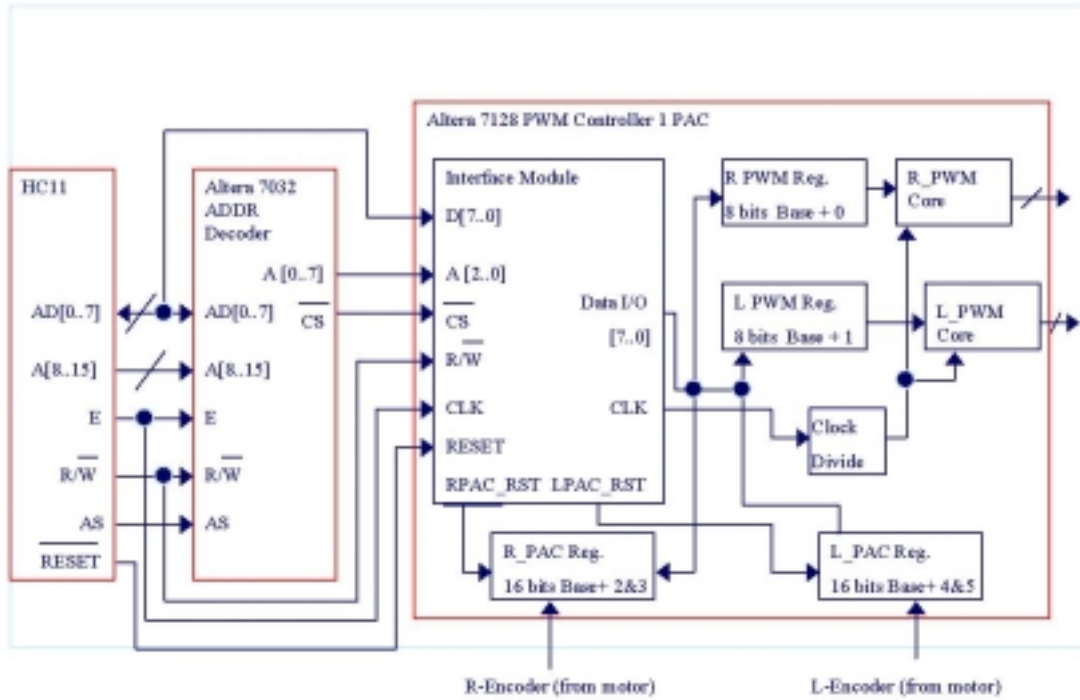 Altera 7128 PWM Controller 1 PAC
HC11
AD[0..7]
A[8..15]
E
R/W
AS
RESET
Altera 7032
ADDR
Decoder
A [0..7]
AD[0..7]
CS
A[8..15]
E
R/W
AS
Interface Module
D[7..0]
A [2..0]
CS
R/W
CLK
RESET
RPAC_RST LPAC_RST
Data I/O
[7..0]
CLK
R PWM Reg.
8 bits Base + 0
R_PWM
Core
L PWM Reg.
8 bits Base + 1
L_PWM
Core
Clock
Divide
R_PAC Reg.
16 bits Base+ 2&3
L_PAC Reg.
16 bits Base+ 4&5
R-Encoder (from motor)
L-Encoder (from motor)